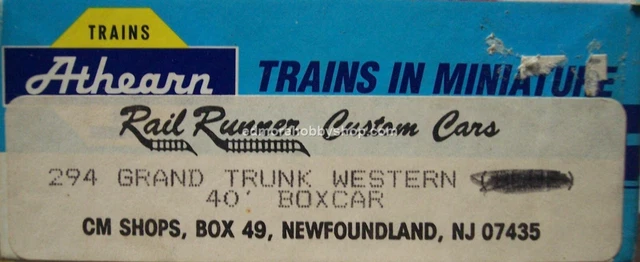 TRAINS
Athearn
TRAINS IN MINIATURE
Rail Runner Custom Cars
edmorahobbyshop.com
294 GRAND TRUNK WESTERN
40' BOXCAR
CM SHOPS, BOX 49, NEWFOUNDLAND, NJ 07435